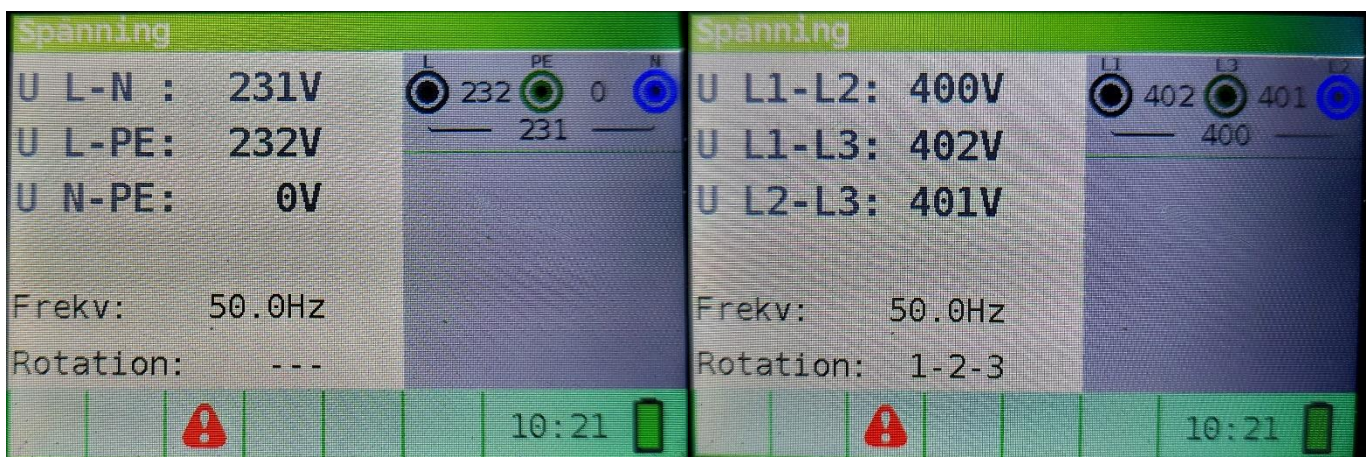 Spänning
U L-N : 231V
U L-PE: 232V
U N-PE: 0V
Frekv: 50.0Hz
Rotation: ---
L PE N
232 0
231
10:21
Spänning
U L1-L2: 400V
U L1-L3: 402V
U L2-L3: 401V
Frekv: 50.0Hz
Rotation: 1-2-3
L1 L3 L2
402 401
400
10:21